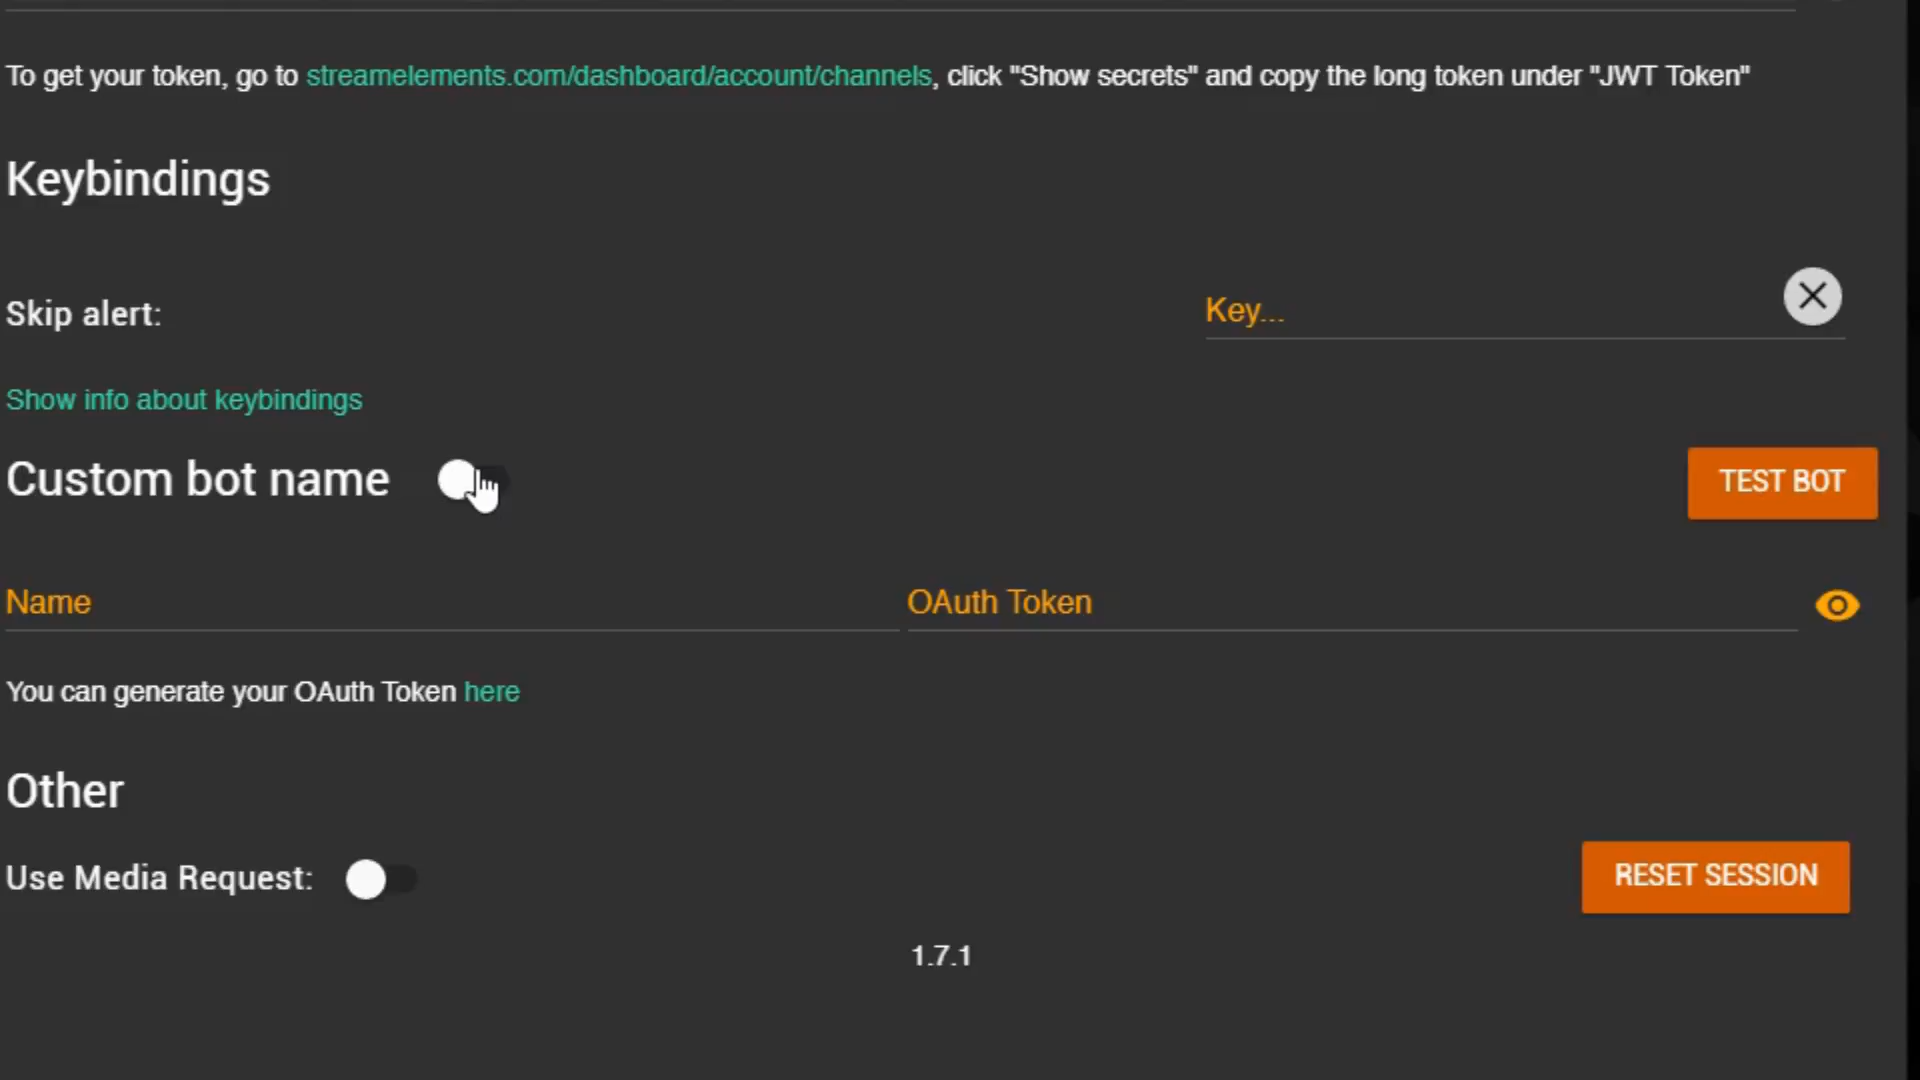 To get your token, go to streamelements.com/dashboard/account/channels, click "Show secrets" and copy the long token under "JWT Token"
Keybindings
Skip alert:
Key...
Show info about keybindings
Custom bot name
TEST BOT
Name
OAuth Token
You can generate your OAuth Token here
Other
Use Media Request:
RESET SESSION
1.7.1